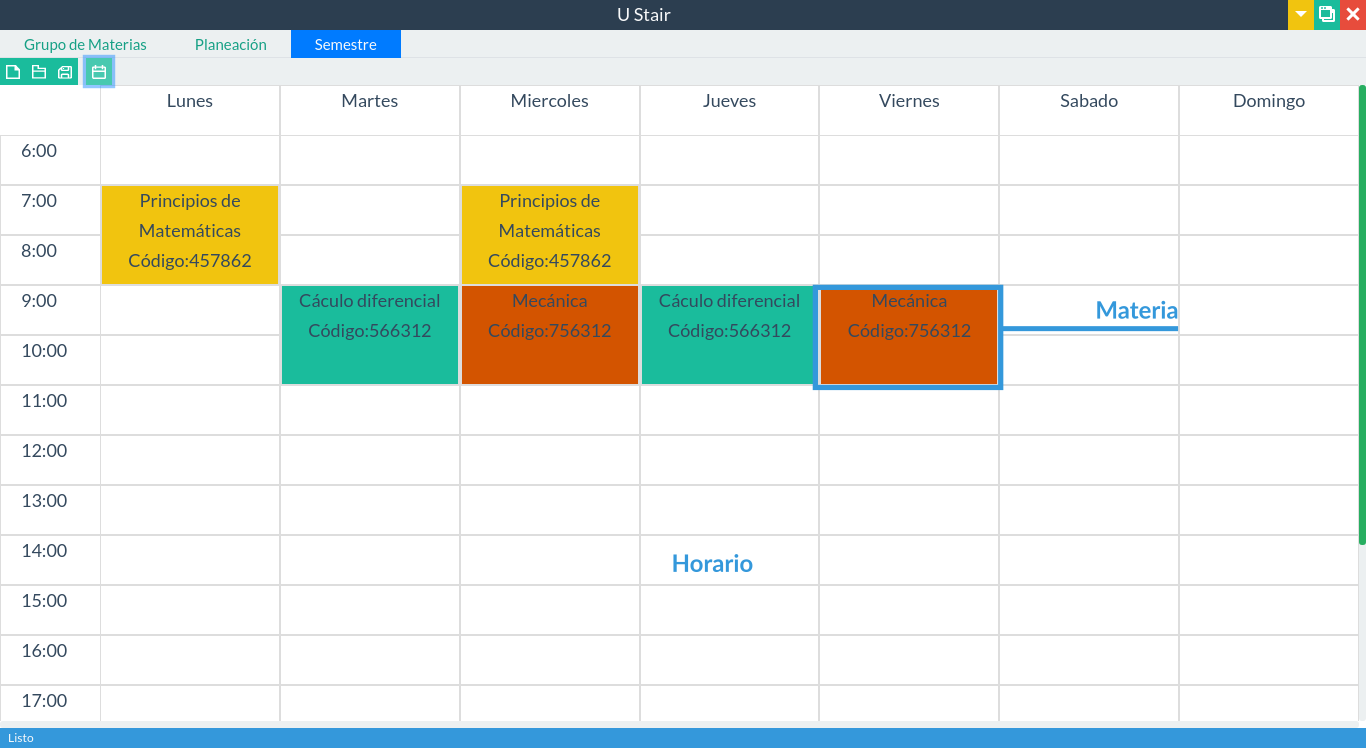 U Stair
Grupo de Materias Planeación Semestre
Lunes Martes Miercoles Jueves Viernes Sabado Domingo
6:00
7:00
Principios de
Matemáticas
Código:457862
Principios de
Matemáticas
Código:457862
8:00
9:00
Cáculo diferencial
Código:566312
Mecánica
Código:756312
Cáculo diferencial
Código:566312
Mecánica
Código:756312
Materia
10:00
11:00
12:00
13:00
14:00
Horario
15:00
16:00
17:00
Listo